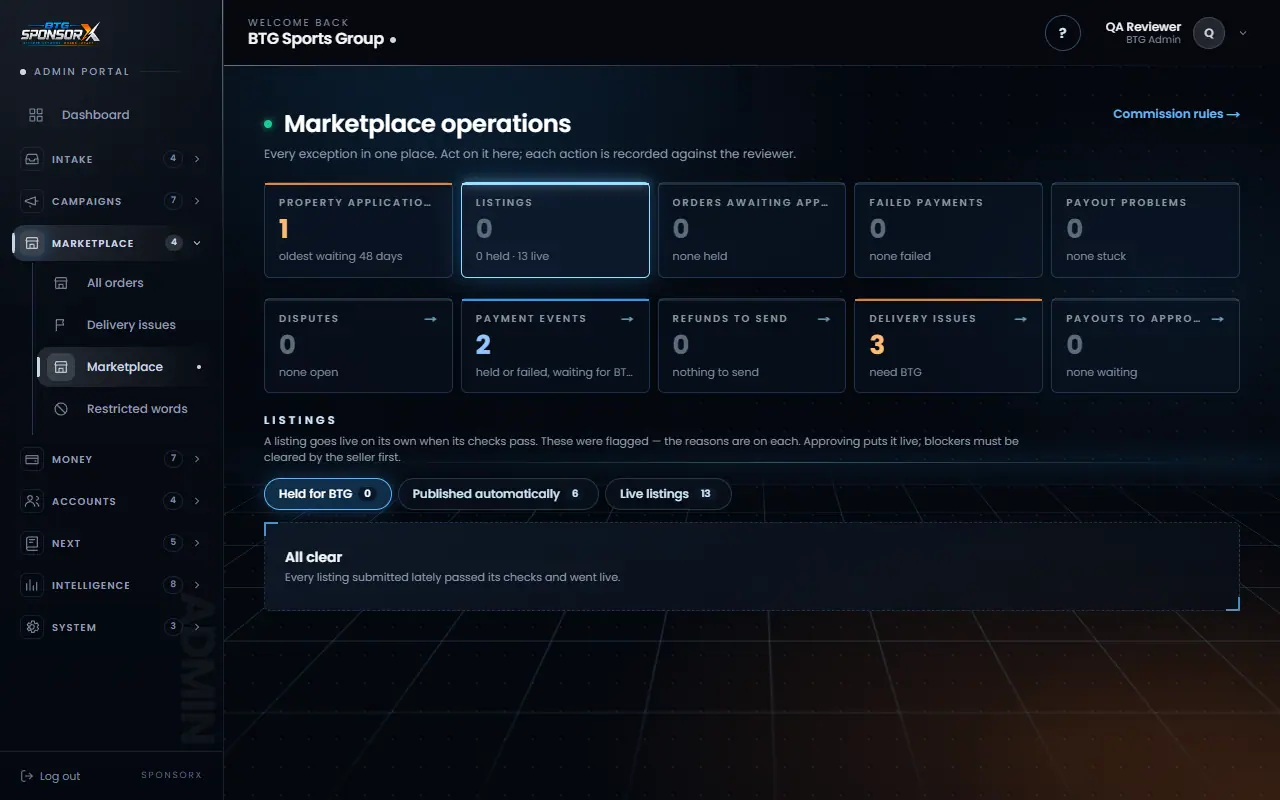 BTG
SPONSORX
WELCOME BACK
BTG Sports Group
?
QA Reviewer
BTG Admin
Q
ADMIN PORTAL
Dashboard
INTAKE 4
CAMPAIGNS 7
MARKETPLACE 4
All orders
Delivery issues
Marketplace
Restricted words
MONEY 7
ACCOUNTS 4
NEXT 5
INTELLIGENCE 8
SYSTEM 3
ADMIN
Log out
SPONSORX
Marketplace operations
Commission rules →
Every exception in one place. Act on it here; each action is recorded against the reviewer.
PROPERTY APPLICATIO…
1
oldest waiting 48 days
LISTINGS
0
0 held · 13 live
ORDERS AWAITING APP…
0
none held
FAILED PAYMENTS
0
none failed
PAYOUT PROBLEMS
0
none stuck
DISPUTES →
0
none open
PAYMENT EVENTS →
2
held or failed, waiting for BT…
REFUNDS TO SEND →
0
nothing to send
DELIVERY ISSUES →
3
need BTG
PAYOUTS TO APPRO… →
0
none waiting
LISTINGS
A listing goes live on its own when its checks pass. These were flagged — the reasons are on each. Approving puts it live; blockers must be
cleared by the seller first.
Held for BTG 0
Published automatically 6
Live listings 13
All clear
Every listing submitted lately passed its checks and went live.